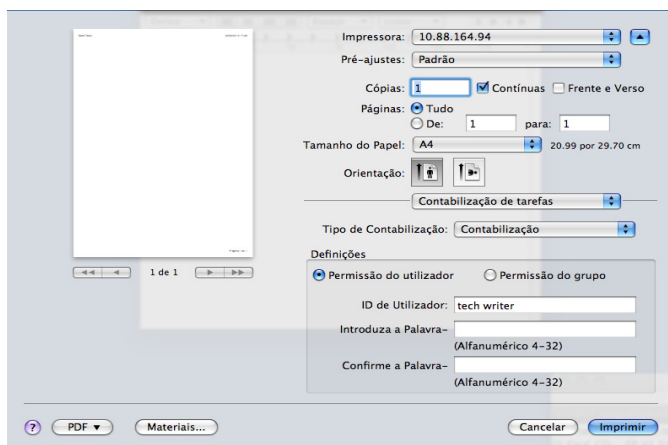 Impressora: 10.88.164.94
Pré-ajustes: Padrão
Cópias: 1 Contínuas Frente e Verso
Páginas: Tudo
De: 1 para: 1
Tamanho do Papel: A4 20.99 por 29.70 cm
Orientação:
Contabilização de tarefas
Tipo de Contabilização: Contabilização
Definições
1 de 1
Permissão do utilizador Permissão do grupo
ID de Utilizador: tech writer
Introduza a Palavra-
(Alfanumérico 4-32)
Confirme a Palavra-
(Alfanumérico 4-32)
? PDF Materiais... Cancelar Imprimir